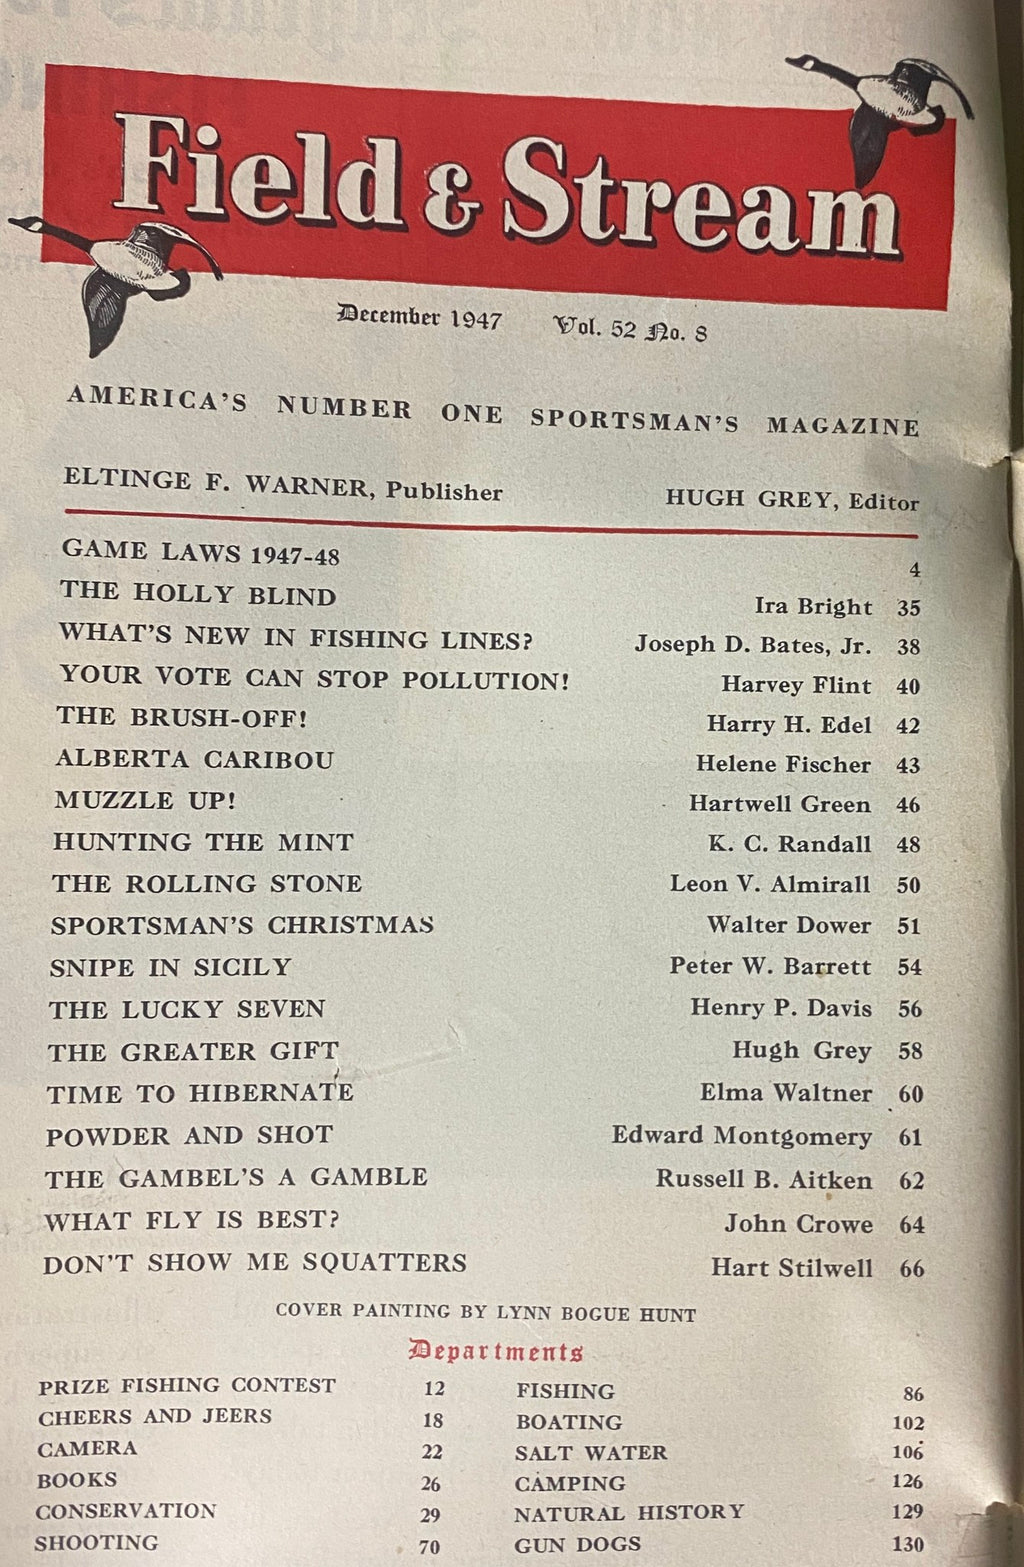 Field & Stream
December 1947 Vol. 52 No. 8
AMERICA'S NUMBER ONE SPORTSMAN'S MAGAZINE
ELTINGE F. WARNER, Publisher HUGH GREY, Editor
GAME LAWS 1947-48 4
THE HOLLY BLIND Ira Bright 35
WHAT'S NEW IN FISHING LINES? Joseph D. Bates, Jr. 38
YOUR VOTE CAN STOP POLLUTION! Harvey Flint 40
THE BRUSH-OFF! Harry H. Edel 42
ALBERTA CARIBOU Helene Fischer 43
MUZZLE UP! Hartwell Green 46
HUNTING THE MINT K. C. Randall 48
THE ROLLING STONE Leon V. Almirall 50
SPORTSMAN'S CHRISTMAS Walter Dower 51
SNIPE IN SICILY Peter W. Barrett 54
THE LUCKY SEVEN Henry P. Davis 56
THE GREATER GIFT Hugh Grey 58
TIME TO HIBERNATE Elma Waltner 60
POWDER AND SHOT Edward Montgomery 61
THE GAMBEL'S A GAMBLE Russell B. Aitken 62
WHAT FLY IS BEST? John Crowe 64
DON'T SHOW ME SQUATTERS Hart Stilwell 66
COVER PAINTING BY LYNN BOGUE HUNT
Departments
PRIZE FISHING CONTEST 12 FISHING 86
CHEERS AND JEERS 18 BOATING 102
CAMERA 22 SALT WATER 106
BOOKS 26 CAMPING 126
CONSERVATION 29 NATURAL HISTORY 129
SHOOTING 70 GUN DOGS 130